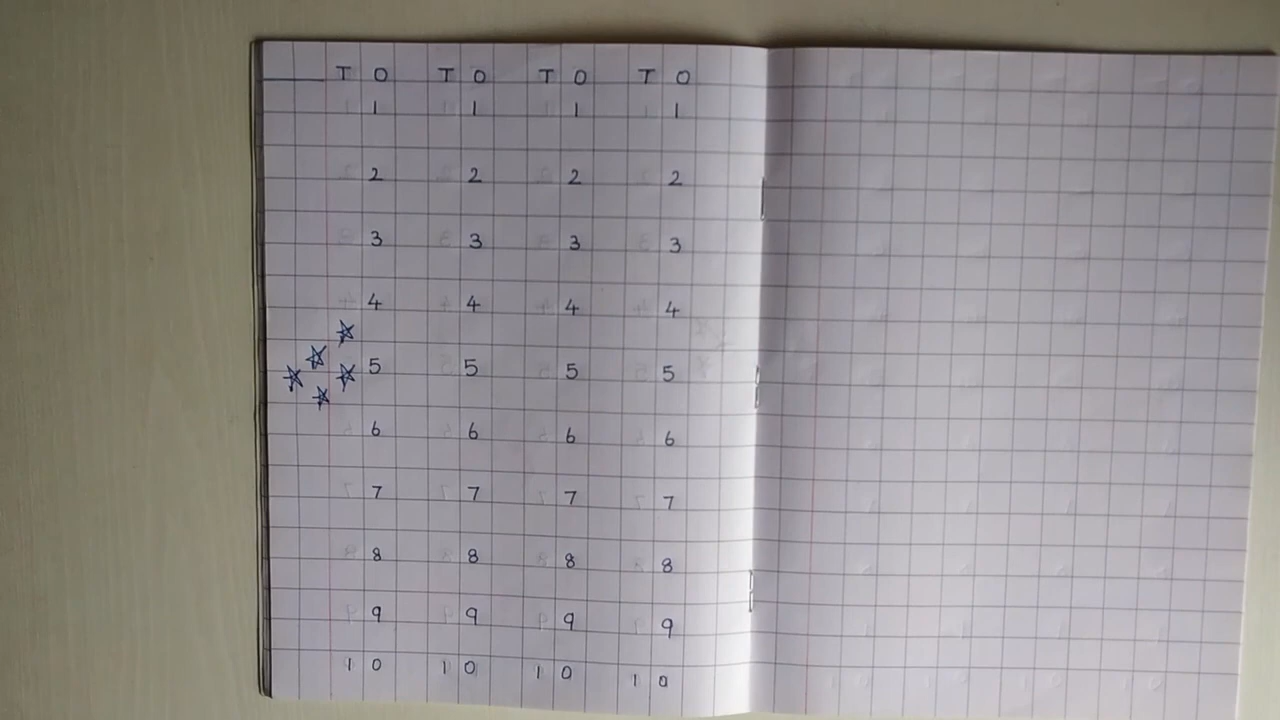 T O T O T O T O
1 1 1 1
2 2 2 2
3 3 3 3
4 4 4 4
5 5 5 5
6 6 6 6
7 7 7 7
8 8 8 8
9 9 9 9
1 0 1 0 1 0 1 0